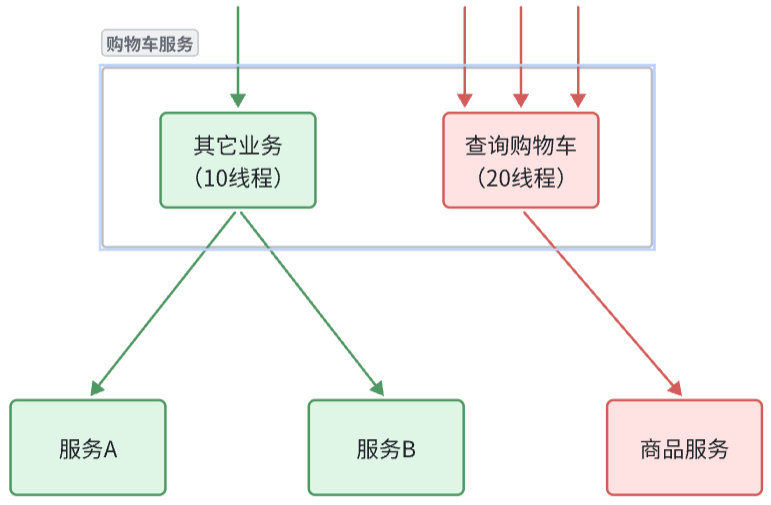 购物车服务
其它业务
（10线程）
查询购物车
（20线程）
服务A
服务B
商品服务